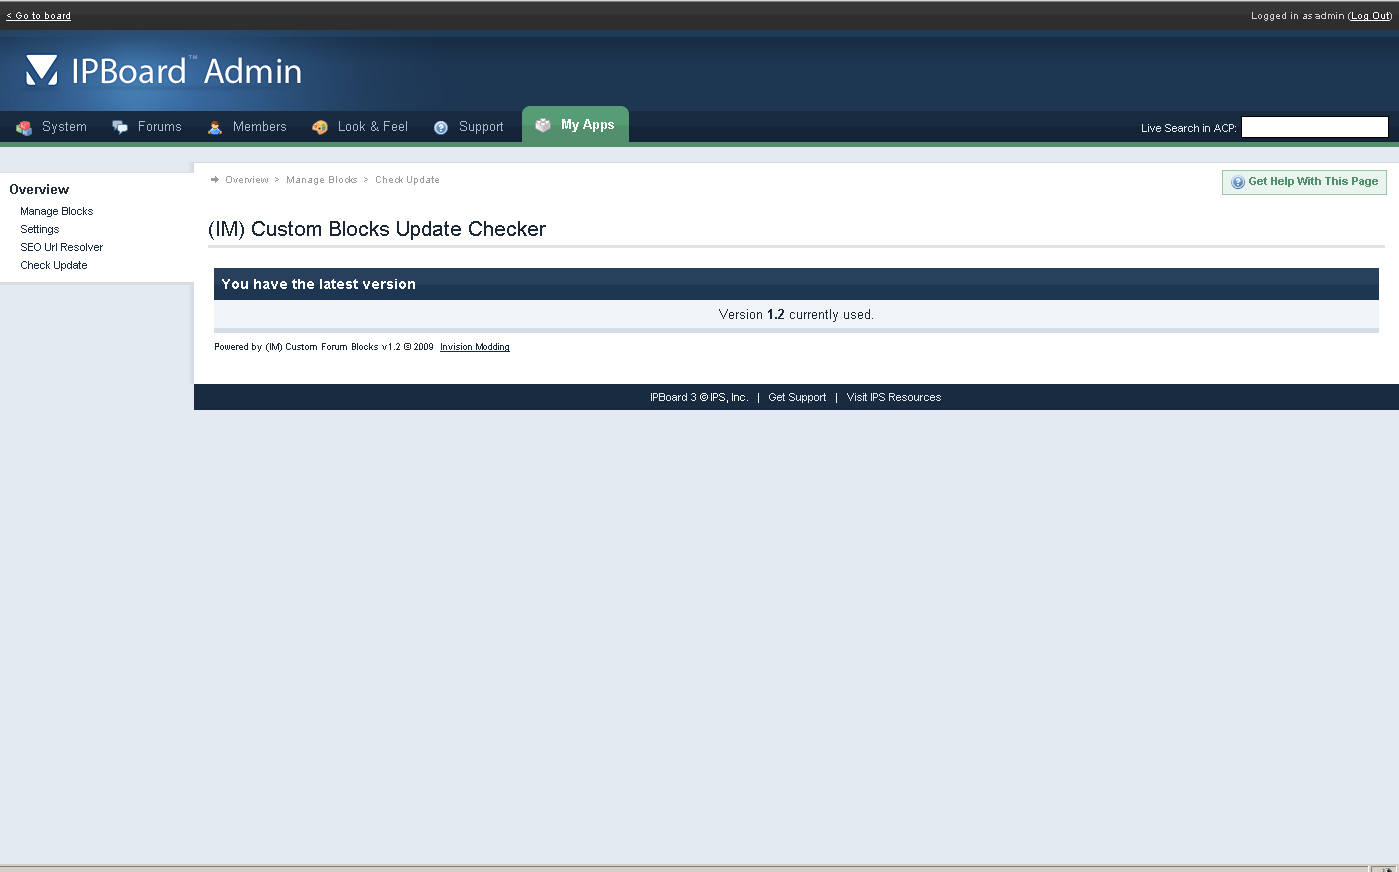 < Go to board
Logged in as admin (Log Out)
IPBoard™ Admin
System Forums Members Look & Feel Support My Apps
Live Search in ACP:
Overview
Manage Blocks
Settings
SEO Url Resolver
Check Update
Overview > Manage Blocks > Check Update
Get Help With This Page
(IM) Custom Blocks Update Checker
You have the latest version
Version 1.2 currently used.
Powered by (IM) Custom Forum Blocks v1.2 © 2009 Invision Modding
IPBoard 3 © IPS, Inc. | Get Support | Visit IPS Resources